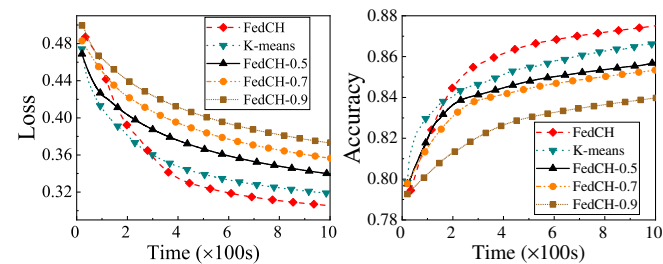 Loss
0.48
0.44
0.40
0.36
0.32
0 2 4 6 8 10
Time (×100s)
FedCH
K-means
FedCH-0.5
FedCH-0.7
FedCH-0.9
Accuracy
0.88
0.86
0.84
0.82
0.80
0.78
0 2 4 6 8 10
Time (×100s)
FedCH
K-means
FedCH-0.5
FedCH-0.7
FedCH-0.9